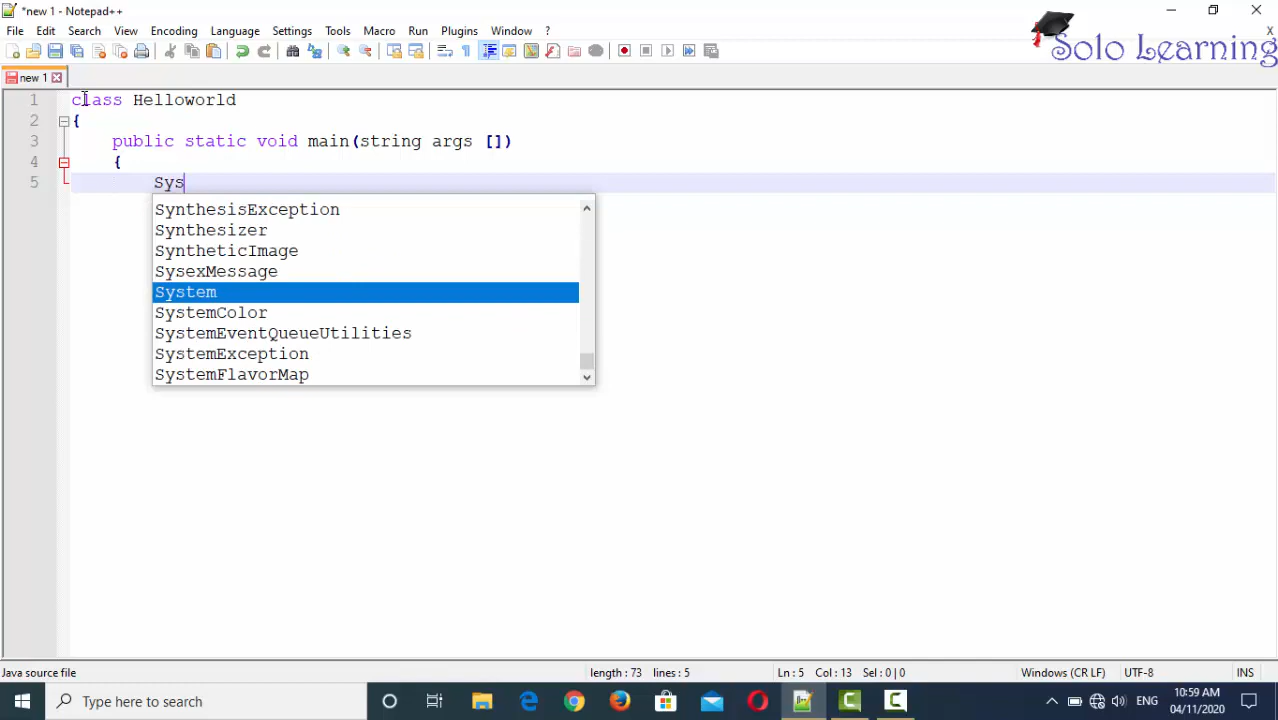 *new 1 - Notepad++
File Edit Search View Encoding Language Settings Tools Macro Run Plugins Window ?
X
Solo Learning
new 1
1 class Helloworld
2 {
3 public static void main(string args [])
4 {
5 Sys
SynthesisException
Synthesizer
SyntheticImage
SysexMessage
System
SystemColor
SystemEventQueueUtilities
SystemException
SystemFlavorMap
Java source file length : 73 lines : 5 Ln : 5 Col : 13 Sel : 0 | 0 Windows (CR LF) UTF-8 INS
Type here to search
ENG
10:59 AM
04/11/2020